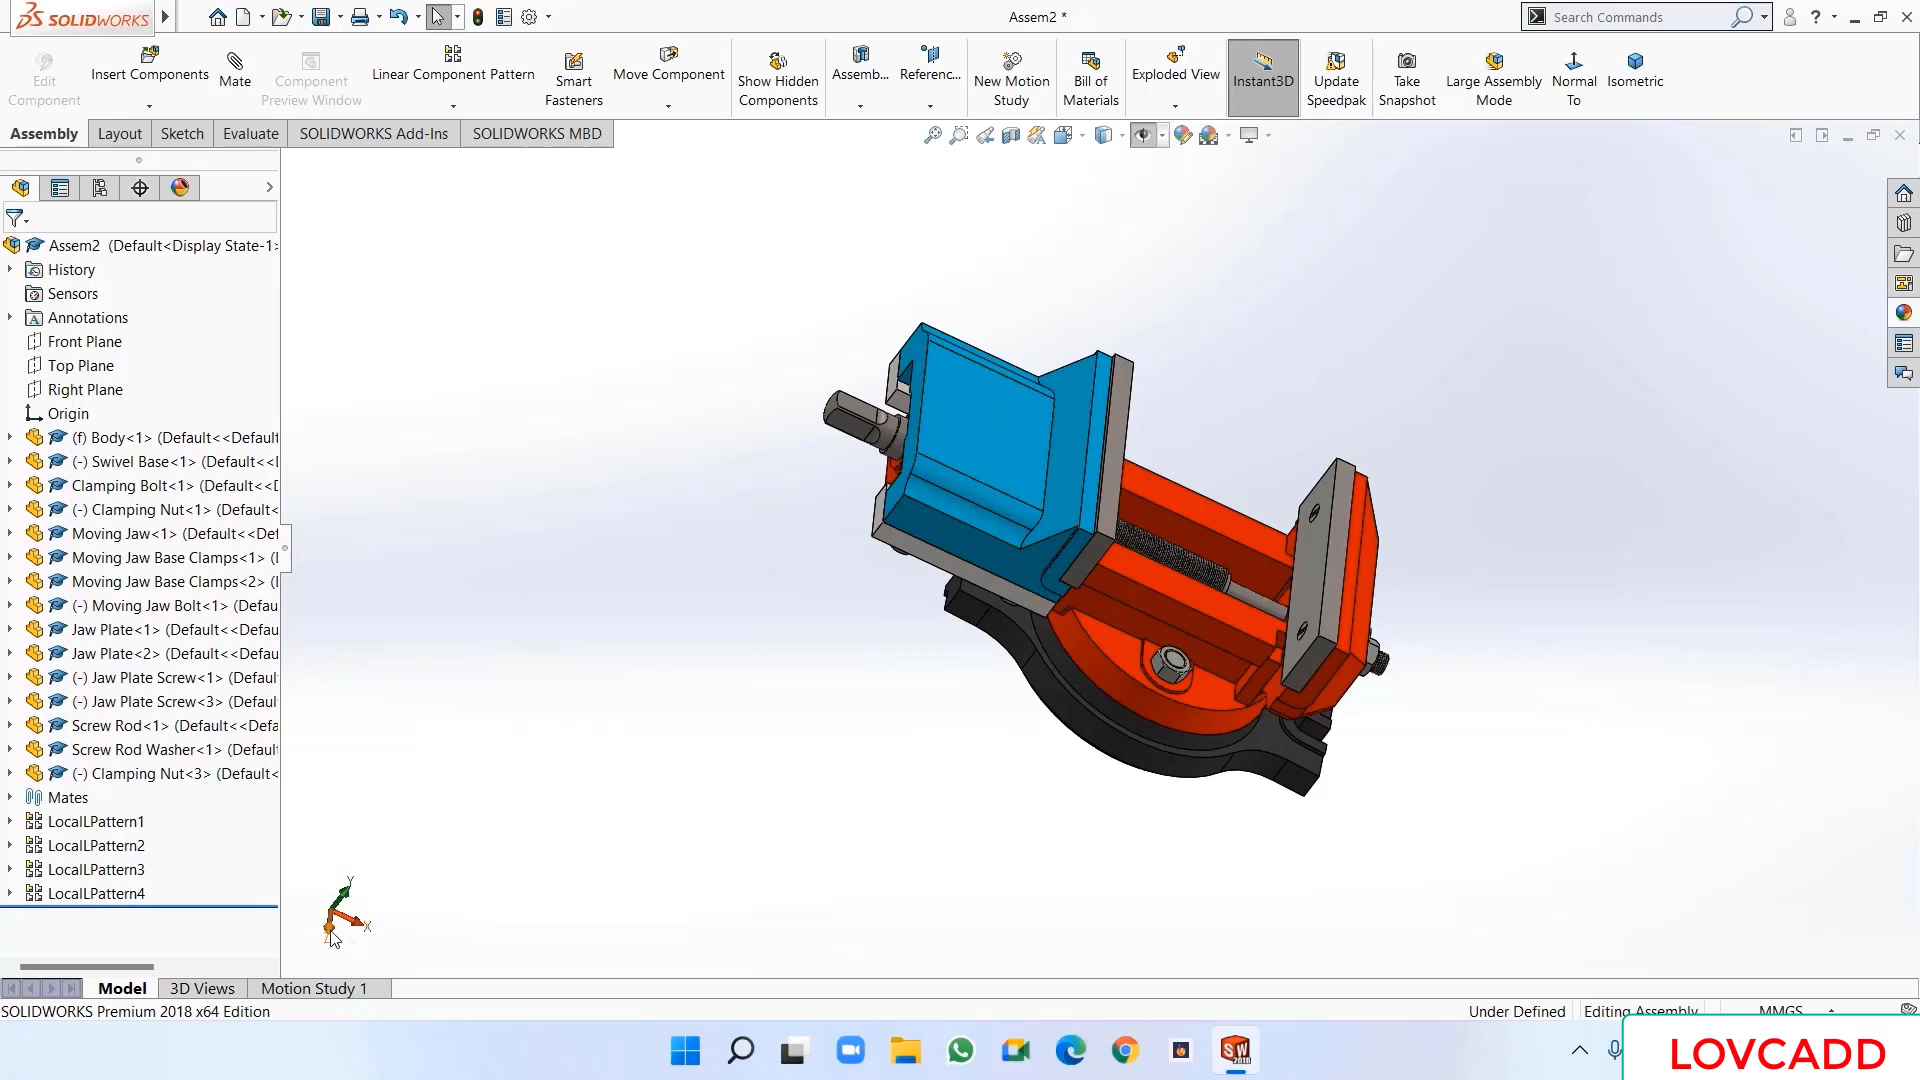 SOLIDWORKS
Assem2 *
Search Commands
?
Edit Component
Insert Components
Mate
Component Preview Window
Linear Component Pattern
Smart Fasteners
Move Component
Show Hidden Components
Assemb...
Referenc...
New Motion Study
Bill of Materials
Exploded View
Instant3D
Update Speedpak
Take Snapshot
Large Assembly Mode
Normal To
Isometric
Assembly
Layout
Sketch
Evaluate
SOLIDWORKS Add-Ins
SOLIDWORKS MBD
Assem2 (Default<Display State-1>
History
Sensors
Annotations
Front Plane
Top Plane
Right Plane
Origin
(f) Body<1> (Default<<Default
(-) Swivel Base<1> (Default<<D
Clamping Bolt<1> (Default<<D
(-) Clamping Nut<1> (Default<
Moving Jaw<1> (Default<<Def
Moving Jaw Base Clamps<1> (
Moving Jaw Base Clamps<2> (
(-) Moving Jaw Bolt<1> (Defau
Jaw Plate<1> (Default<<Defau
Jaw Plate<2> (Default<<Defau
(-) Jaw Plate Screw<1> (Defaul
(-) Jaw Plate Screw<3> (Defaul
Screw Rod<1> (Default<<Defa
Screw Rod Washer<1> (Defaul
(-) Clamping Nut<3> (Default<
Mates
LocalLPattern1
LocalLPattern2
LocalLPattern3
LocalLPattern4
Y
X
Model
3D Views
Motion Study 1
SOLIDWORKS Premium 2018 x64 Edition
Under Defined
Editing Assembly
MMGS
SW
2018
LOVCADD